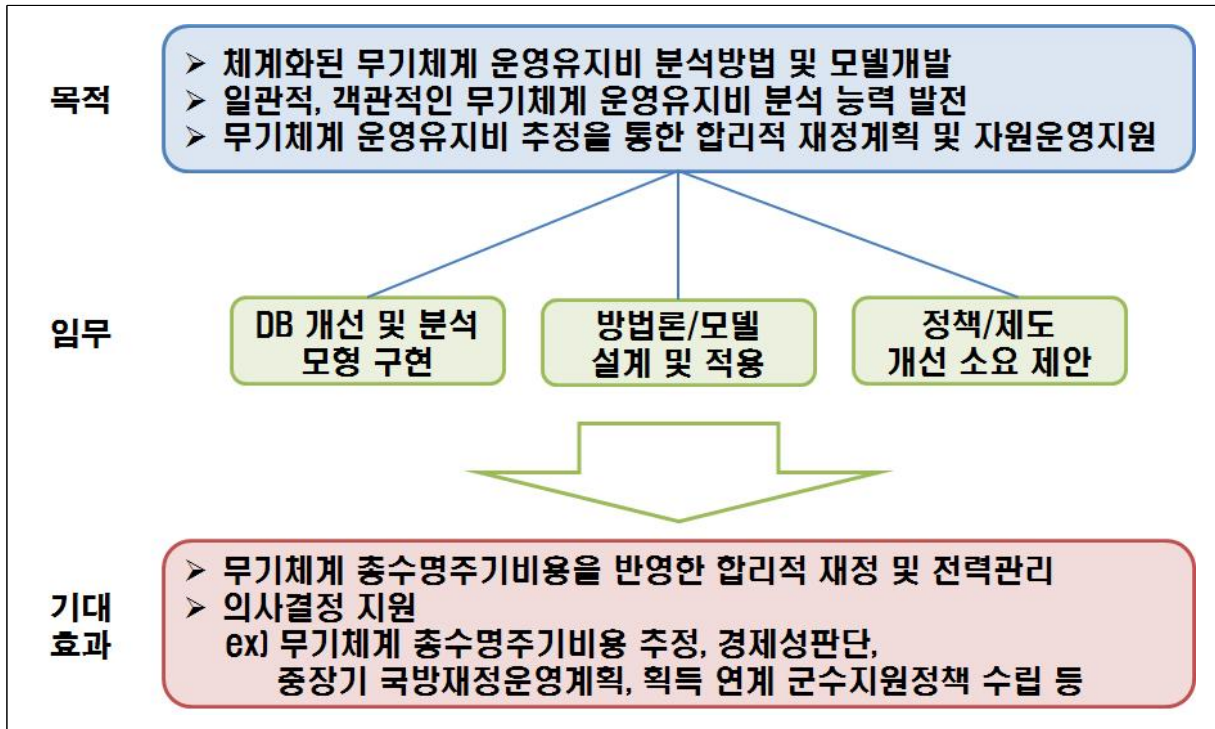 목적
➢ 체계화된 무기체계 운영유지비 분석방법 및 모델개발
➢ 일관적, 객관적인 무기체계 운영유지비 분석 능력 발전
➢ 무기체계 운영유지비 추정을 통한 합리적 재정계획 및 자원운영지원
임무
DB 개선 및 분석
모형 구현
방법론/모델
설계 및 적용
정책/제도
개선 소요 제안
기대
효과
➢ 무기체계 총수명주기비용을 반영한 합리적 재정 및 전력관리
➢ 의사결정 지원
ex) 무기체계 총수명주기비용 추정, 경제성판단,
중장기 국방재정운영계획, 획득 연계 군수지원정책 수립 등